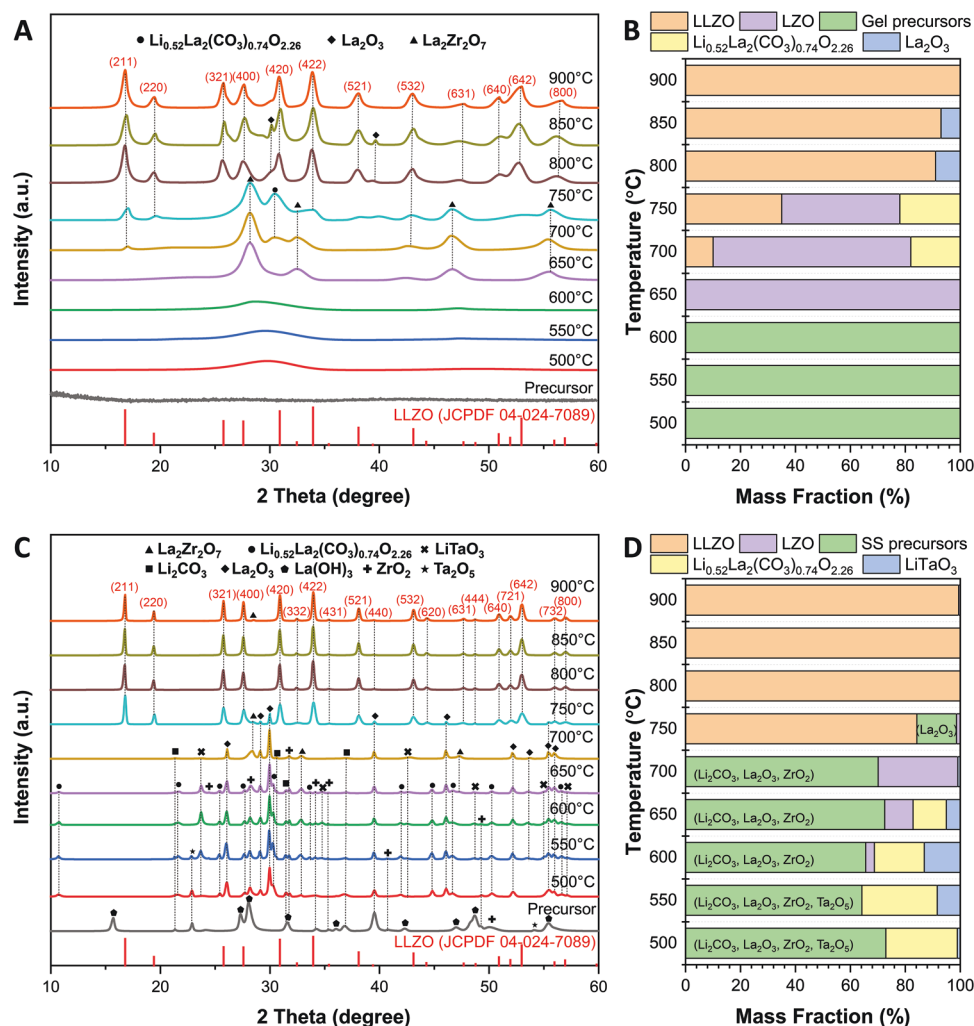 A
● Li0.52La2(CO3)0.74O2.26 ◆ La2O3 ▲ La2Zr2O7
(211) (220) (321) (400) (420) (422) (521) (532) (631) (640) (642) (800)
900°C
850°C
800°C
750°C
700°C
650°C
600°C
550°C
500°C
Precursor
LLZO (JCPDF 04-024-7089)
10 20 30 40 50 60
2 Theta (degree)
Intensity (a.u.)
B
LLZO LZO Gel precursors
Li0.52La2(CO3)0.74O2.26 La2O3
900
850
800
750
700
650
600
550
500
0 20 40 60 80 100
Mass Fraction (%)
Temperature (°C)
C
▲ La2Zr2O7 ● Li0.52La2(CO3)0.74O2.26 ✖ LiTaO3
■ Li2CO3 ◆ La2O3 ⬟ La(OH)3 ✚ ZrO2 ★ Ta2O5
(211) (220) (321) (400) (420) (332) (422) (431) (521) (440) (532) (620) (631) (444) (640) (721) (642) (732) (800)
900°C
850°C
800°C
750°C
700°C
650°C
600°C
550°C
500°C
Precursor
LLZO (JCPDF 04-024-7089)
10 20 30 40 50 60
2 Theta (degree)
Intensity (a.u.)
D
LLZO LZO SS precursors
Li0.52La2(CO3)0.74O2.26 LiTaO3
900
850
800
750 (La2O3)
700 (Li2CO3, La2O3, ZrO2)
650 (Li2CO3, La2O3, ZrO2)
600 (Li2CO3, La2O3, ZrO2)
550 (Li2CO3, La2O3, ZrO2, Ta2O5)
500 (Li2CO3, La2O3, ZrO2, Ta2O5)
0 20 40 60 80 100
Mass Fraction (%)
Temperature (°C)